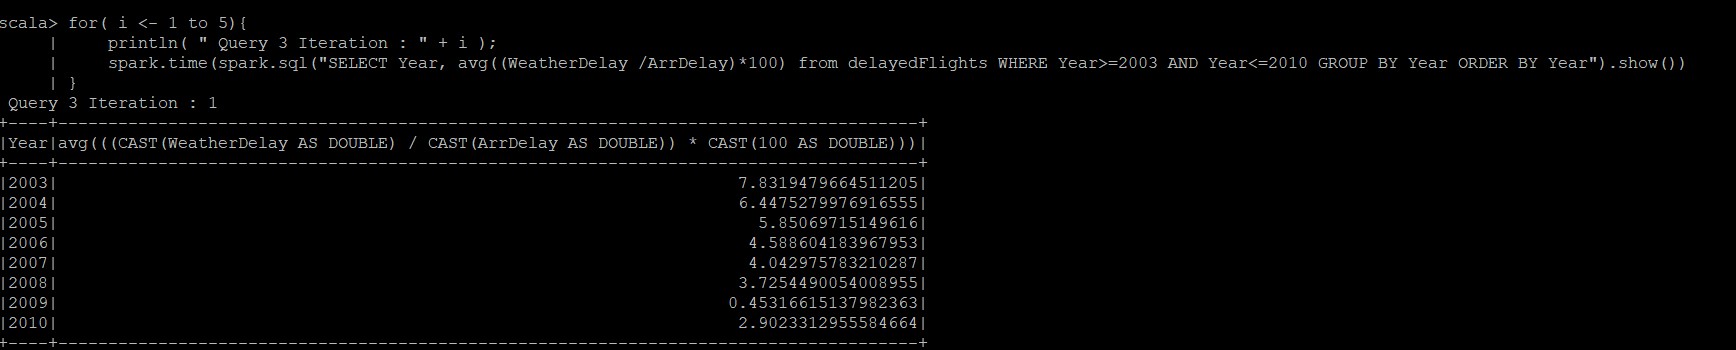 scala> for( i <- 1 to 5){
     |     println( " Query 3 Iteration : " + i );
     |     spark.time(spark.sql("SELECT Year, avg((WeatherDelay /ArrDelay)*100) from delayedFlights WHERE Year>=2003 AND Year<=2010 GROUP BY Year ORDER BY Year").show())
     | }
 Query 3 Iteration : 1
+----+--------------------------------------------------------------------------------------+
|Year|avg(((CAST(WeatherDelay AS DOUBLE) / CAST(ArrDelay AS DOUBLE)) * CAST(100 AS DOUBLE)))|
+----+--------------------------------------------------------------------------------------+
|2003|                                                                    7.8319479664511205|
|2004|                                                                    6.4475279976916555|
|2005|                                                                      5.85069715149616|
|2006|                                                                     4.588604183967953|
|2007|                                                                     4.042975783210287|
|2008|                                                                    3.7254490054008955|
|2009|                                                                   0.45316615137982363|
|2010|                                                                    2.9023312955584664|
+----+--------------------------------------------------------------------------------------+